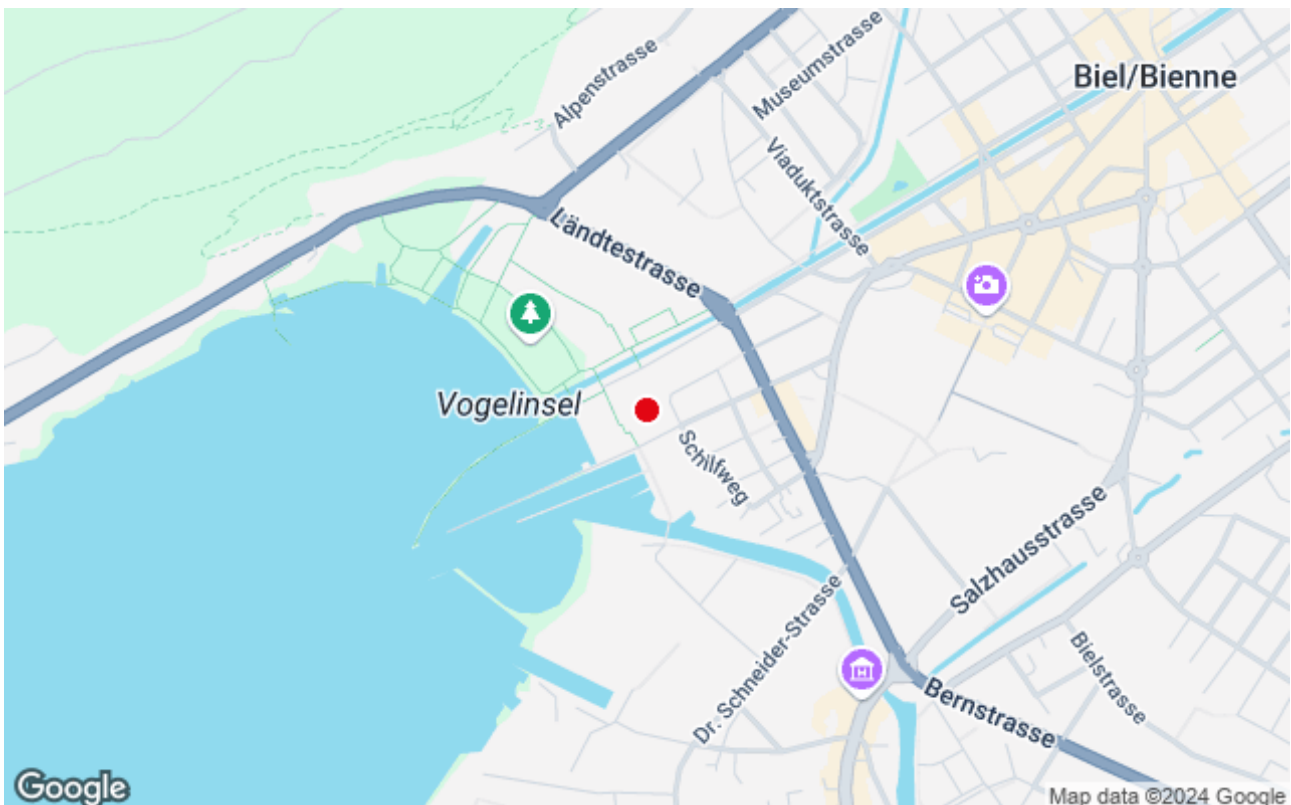 Alpenstrasse
Museumstrasse
Biel/Bienne
Viaduktstrasse
Ländtestrasse
Vogelinsel
Schilfweg
Salzhausstrasse
Dr. Schneider-Strasse
Bielstrasse
Bernstrasse
Google
Map data ©2024 Google